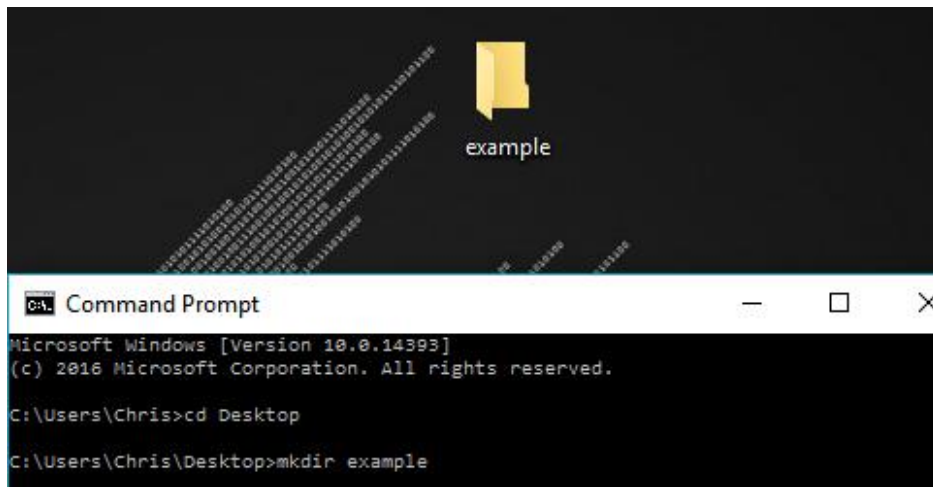 example
Command Prompt
Microsoft Windows [Version 10.0.14393]
(c) 2016 Microsoft Corporation. All rights reserved.
C:\Users\Chris>cd Desktop
C:\Users\Chris\Desktop>mkdir example